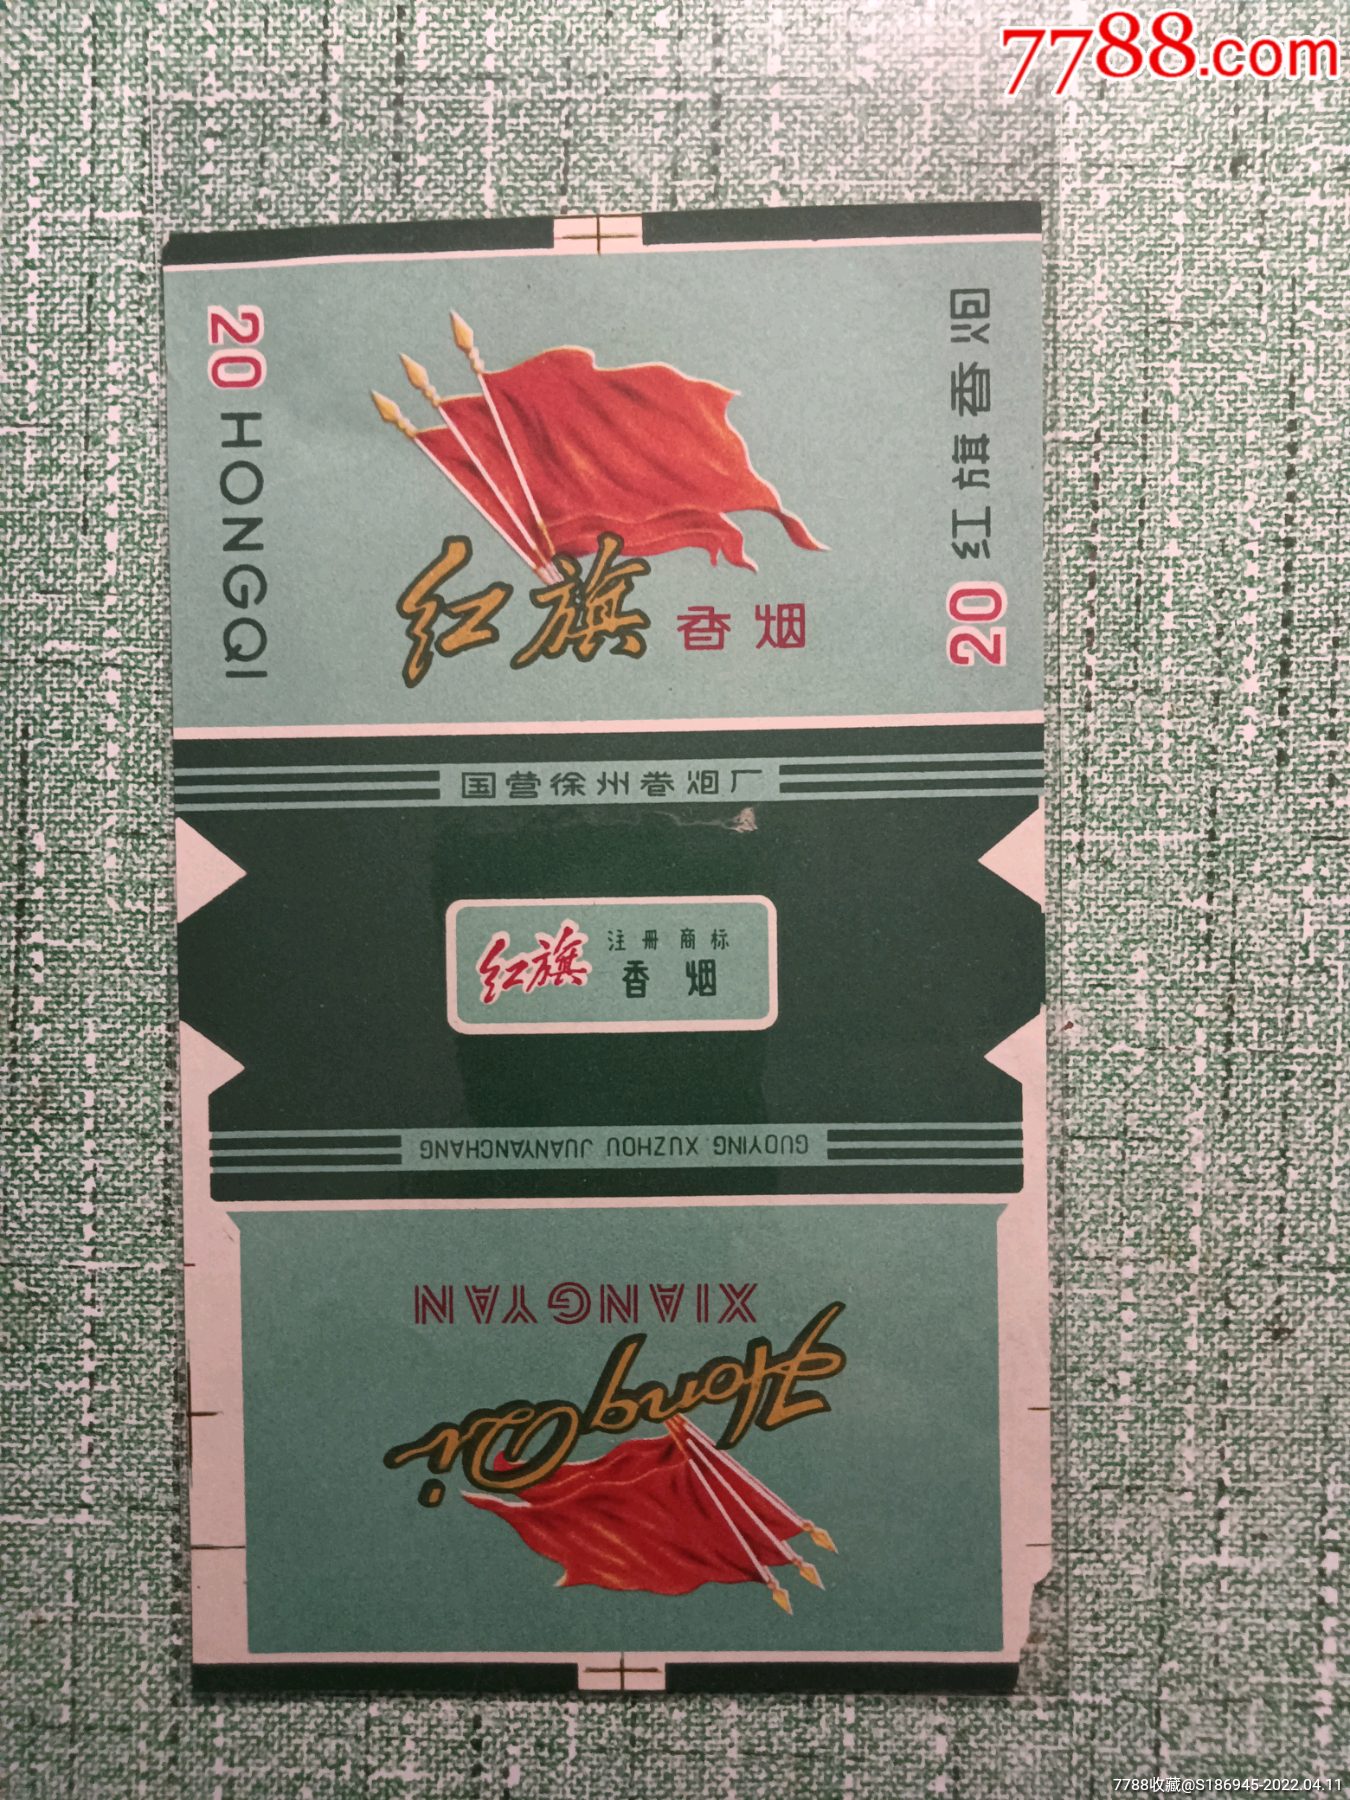 7788.com
20 HONGQI
20 红旗香烟
红旗 香烟
国营徐州卷烟厂
红旗 注册商标
香烟
GUOYING XUZHOU JUANYANCHANG
XIANGYAN
Hong Qi
7788收藏@S186945-2022.04.11